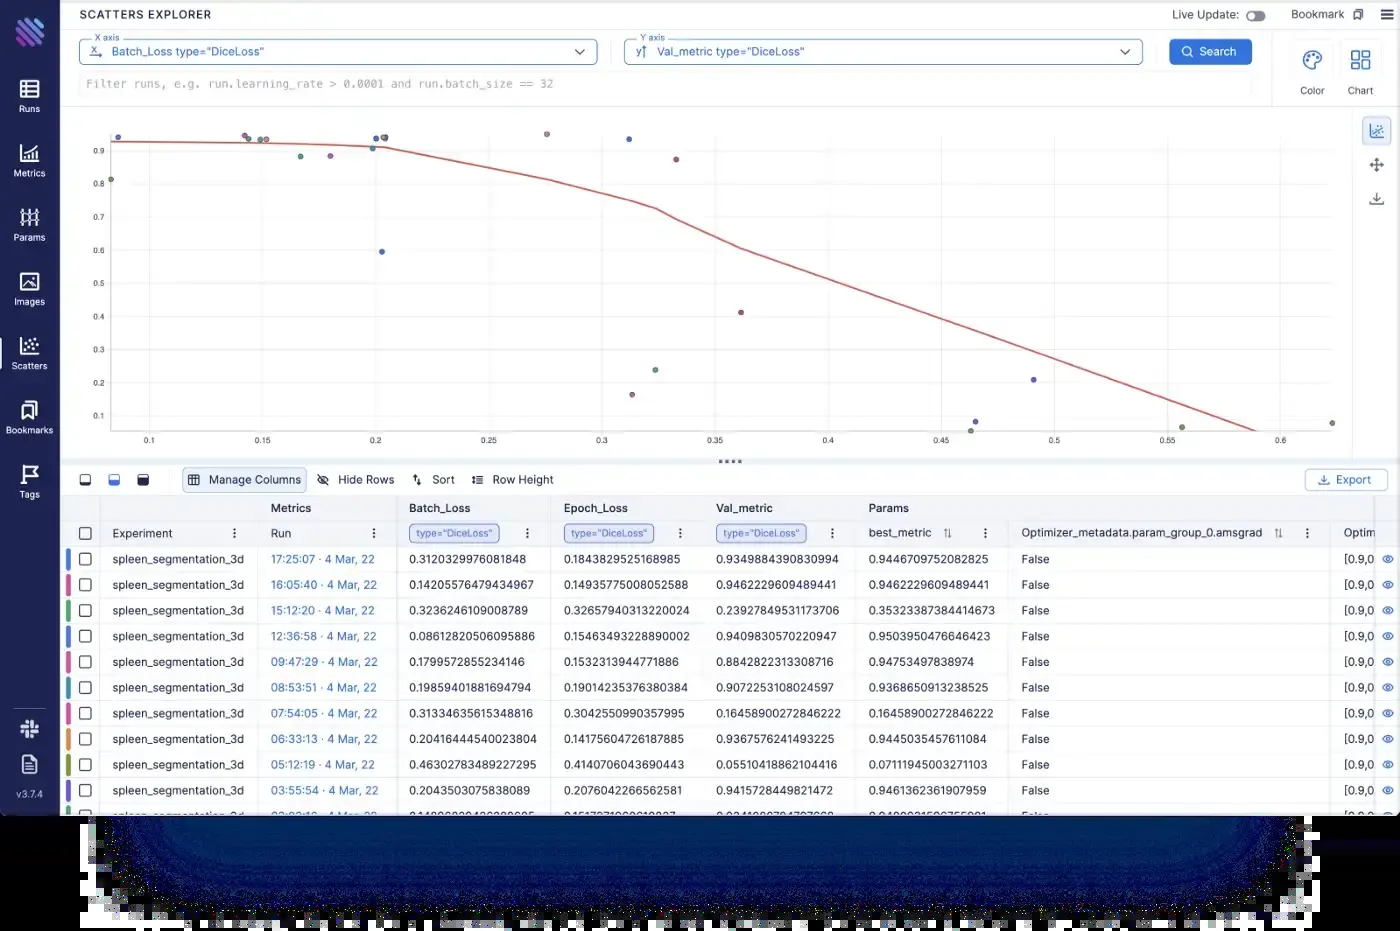 SCATTERS EXPLORER
Live Update:
Bookmark
X axis
Batch_Loss type="DiceLoss"
Y axis
Val_metric type="DiceLoss"
Search
Filter runs, e.g. run.learning_rate > 0.0001 and run.batch_size == 32
Color
Chart
Runs
Metrics
Params
Images
Scatters
Bookmarks
Tags
v3.7.4
0.9
0.8
0.7
0.6
0.5
0.4
0.3
0.2
0.1
0.1 0.15 0.2 0.25 0.3 0.35 0.4 0.45 0.5 0.55 0.6
Manage Columns Hide Rows Sort Row Height Export
Metrics Batch_Loss Epoch_Loss Val_metric Params
Experiment Run type="DiceLoss" type="DiceLoss" type="DiceLoss" best_metric Optimizer_metadata.param_group_0.amsgrad Optim
spleen_segmentation_3d 17:25:07 · 4 Mar, 22 0.3120329976081848 0.1843829525168985 0.9349884390830994 0.9446709752082825 False [0.9,0
spleen_segmentation_3d 16:05:40 · 4 Mar, 22 0.14205576479434967 0.14935775008052588 0.9462229609489441 0.9462229609489441 False [0.9,0
spleen_segmentation_3d 15:12:20 · 4 Mar, 22 0.3236246109008789 0.32657940313220024 0.23927849531173706 0.35323387384414673 False [0.9,0
spleen_segmentation_3d 12:36:58 · 4 Mar, 22 0.08612820506095886 0.15463493228890002 0.9409830570220947 0.9503950476646423 False [0.9,0
spleen_segmentation_3d 09:47:29 · 4 Mar, 22 0.1799572855234146 0.1532313944771886 0.8842822313308716 0.94753497838974 False [0.9,0
spleen_segmentation_3d 08:53:51 · 4 Mar, 22 0.19859401881694794 0.19014235376380384 0.9072253108024597 0.9368650913238525 False [0.9,0
spleen_segmentation_3d 07:54:05 · 4 Mar, 22 0.31334635615348816 0.3042550990357995 0.16458900272846222 0.16458900272846222 False [0.9,0
spleen_segmentation_3d 06:33:13 · 4 Mar, 22 0.20416444540023804 0.14175604726187885 0.9367576241493225 0.9445035457611084 False [0.9,0
spleen_segmentation_3d 05:12:19 · 4 Mar, 22 0.46302783489227295 0.4140706043690443 0.05510418862104416 0.07111945003271103 False [0.9,0
spleen_segmentation_3d 03:55:54 · 4 Mar, 22 0.2043503075838089 0.2076042266562581 0.9415728449821472 0.9461362361907959 False [0.9,0